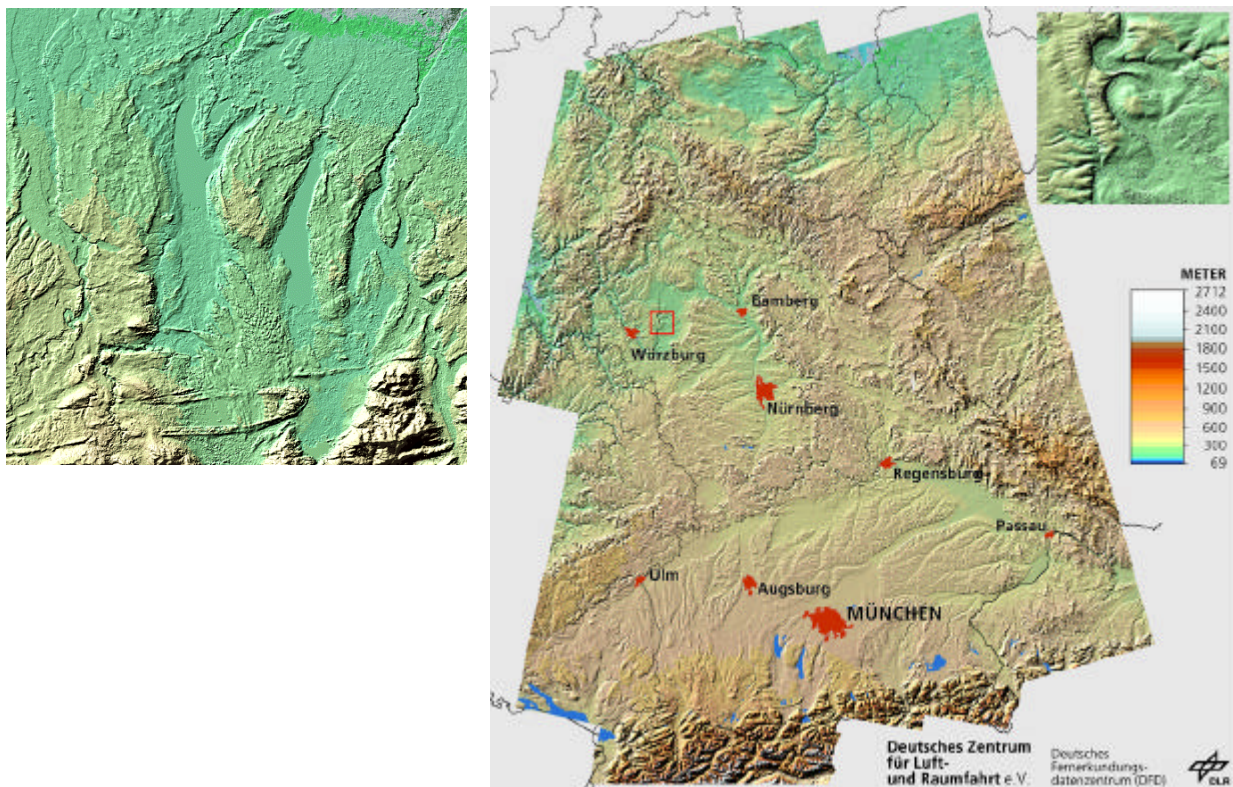 METER
2712
2400
2100
1800
1500
1200
900
600
300
69
Bamberg
Würzburg
Nürnberg
Regensburg
Passau
Ulm
Augsburg
MÜNCHEN
Deutsches Zentrum
für Luft-
und Raumfahrt e.V.
Deutsches
Fernerkundungs-
datenzentrum (DFD)
DLR